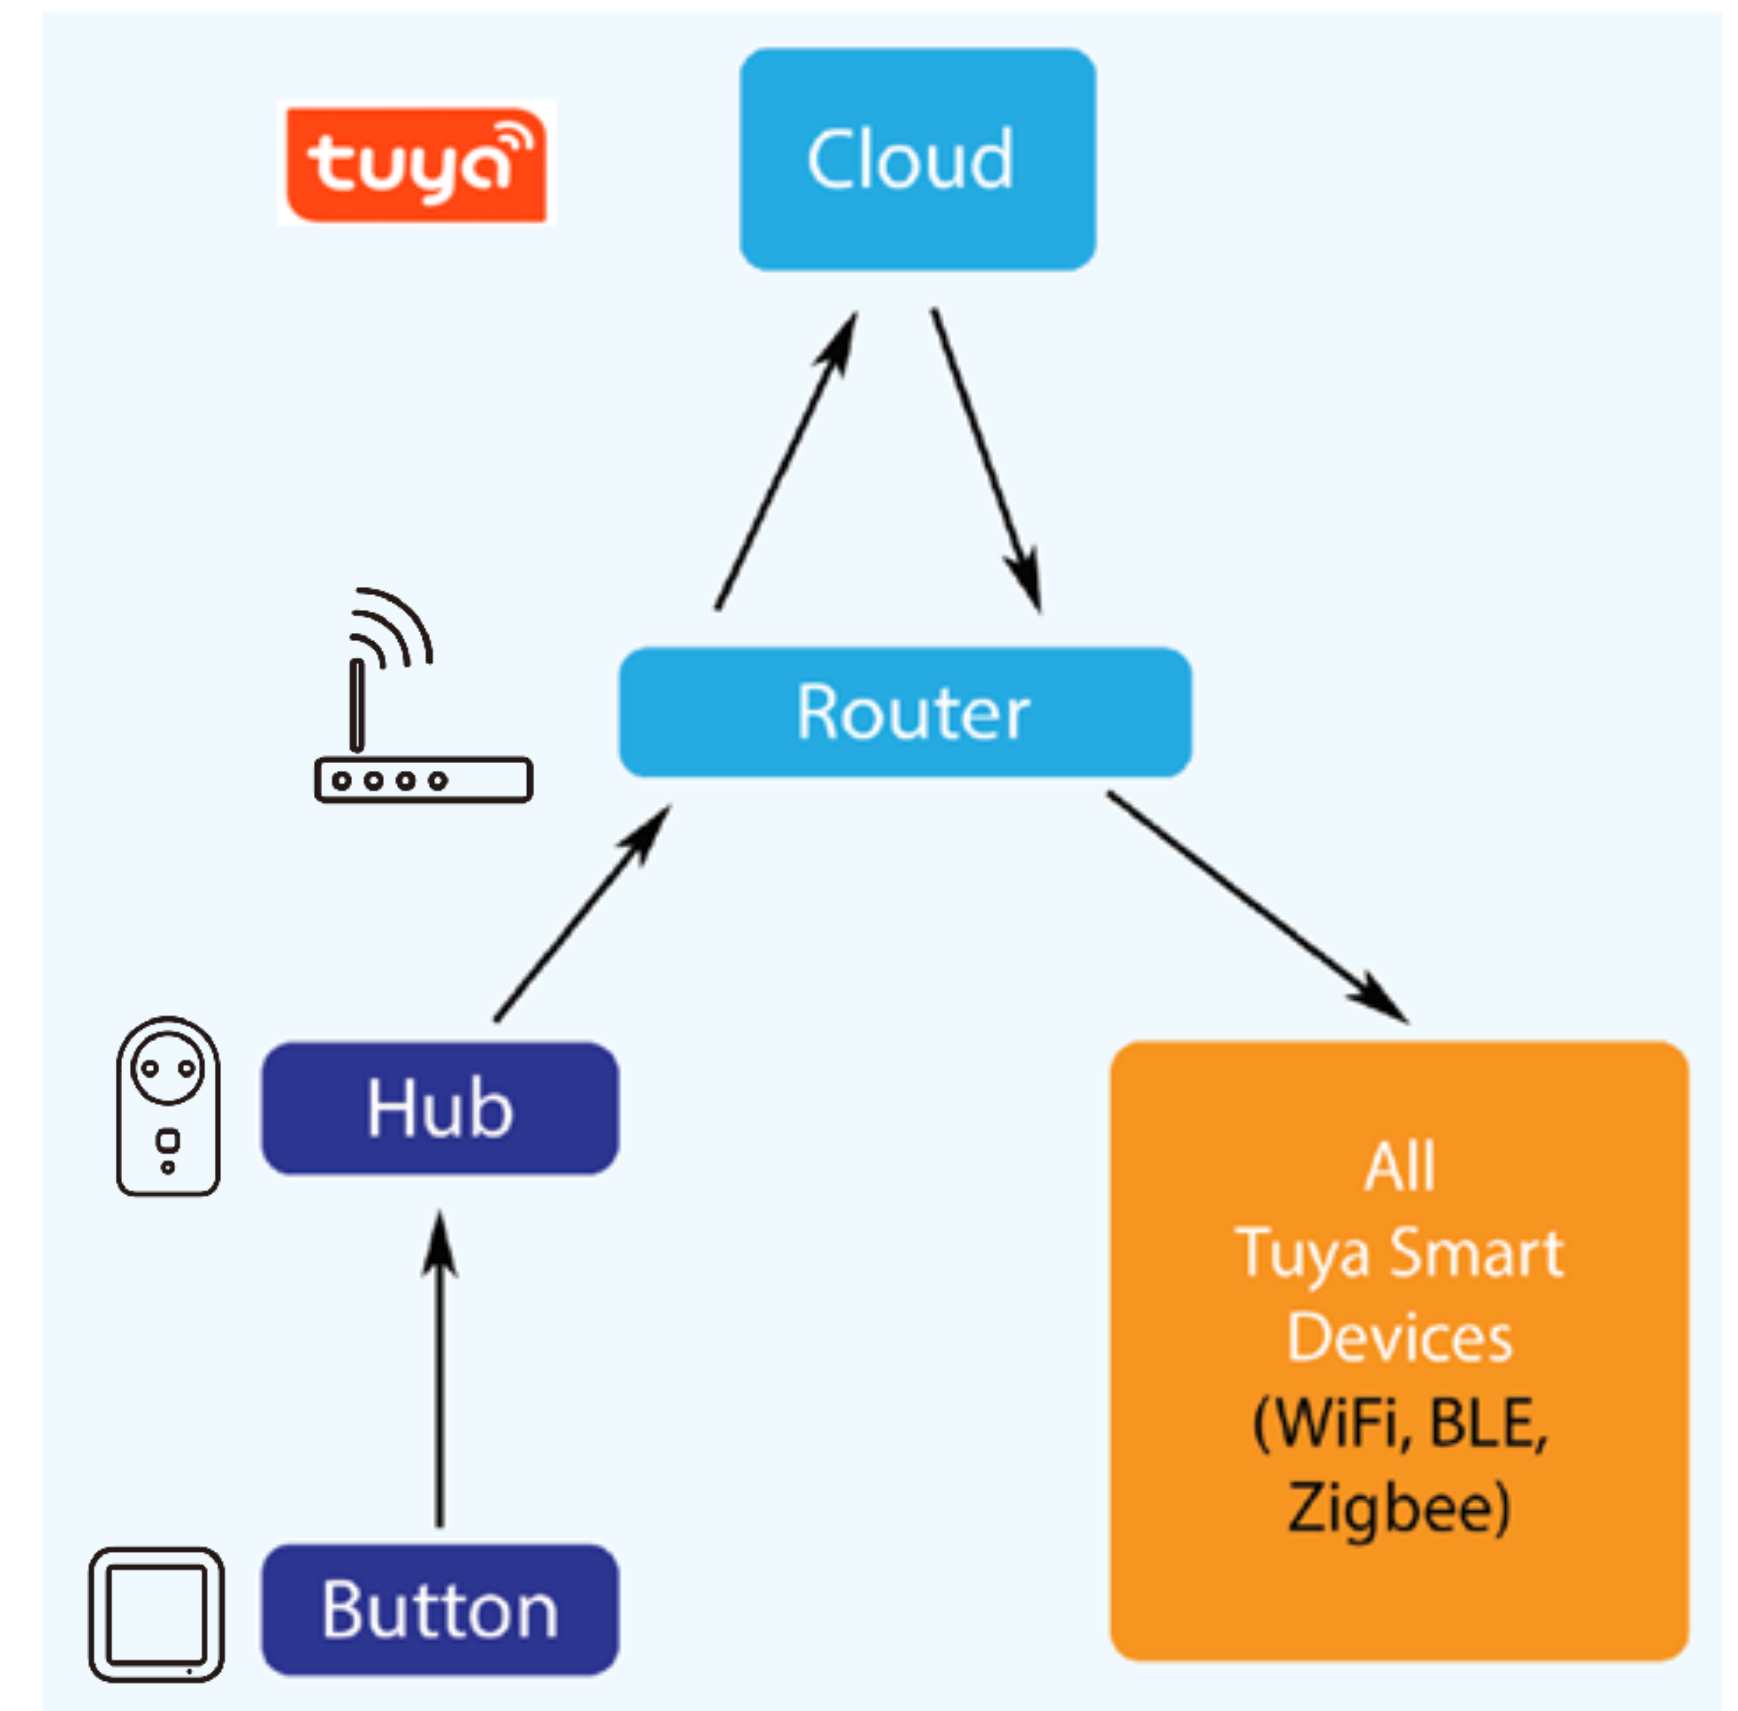 tuya
Cloud
Router
Hub
All
Tuya Smart
Devices
(WiFi, BLE,
Zigbee)
Button